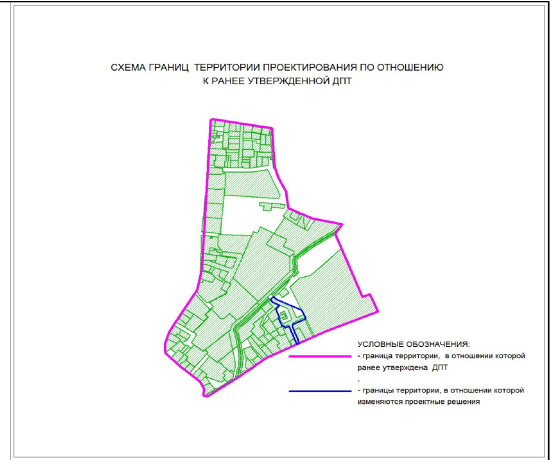 СХЕМА ГРАНИЦ ТЕРРИТОРИИ ПРОЕКТИРОВАНИЯ ПО ОТНОШЕНИЮ
К РАНЕЕ УТВЕРЖДЕННОЙ ДПТ
УСЛОВНЫЕ ОБОЗНАЧЕНИЯ:
- граница территории, в отношении которой
ранее утверждена ДПТ
.
- границы территории, в отношении которой
изменяются проектные решения